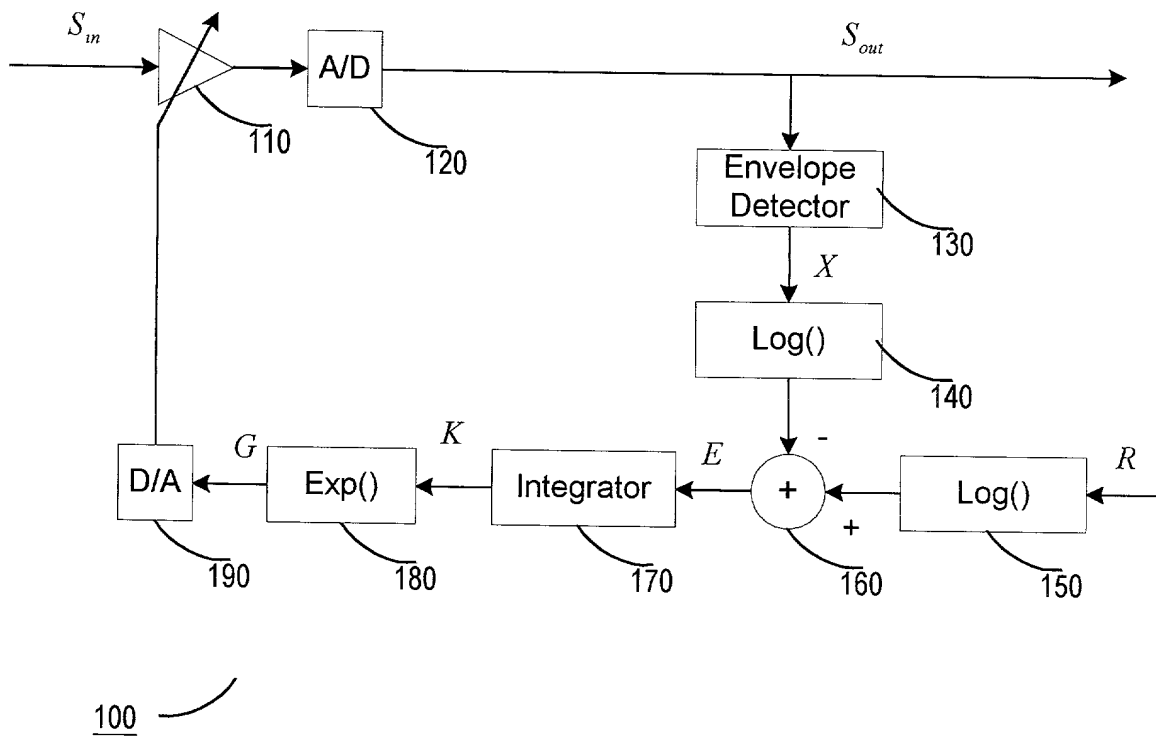 S_in
S_out
A/D
110
120
Envelope
Detector
130
X
Log()
140
-
G
K
E
R
D/A
Exp()
Integrator
+
Log()
+
190
180
170
160
150
100